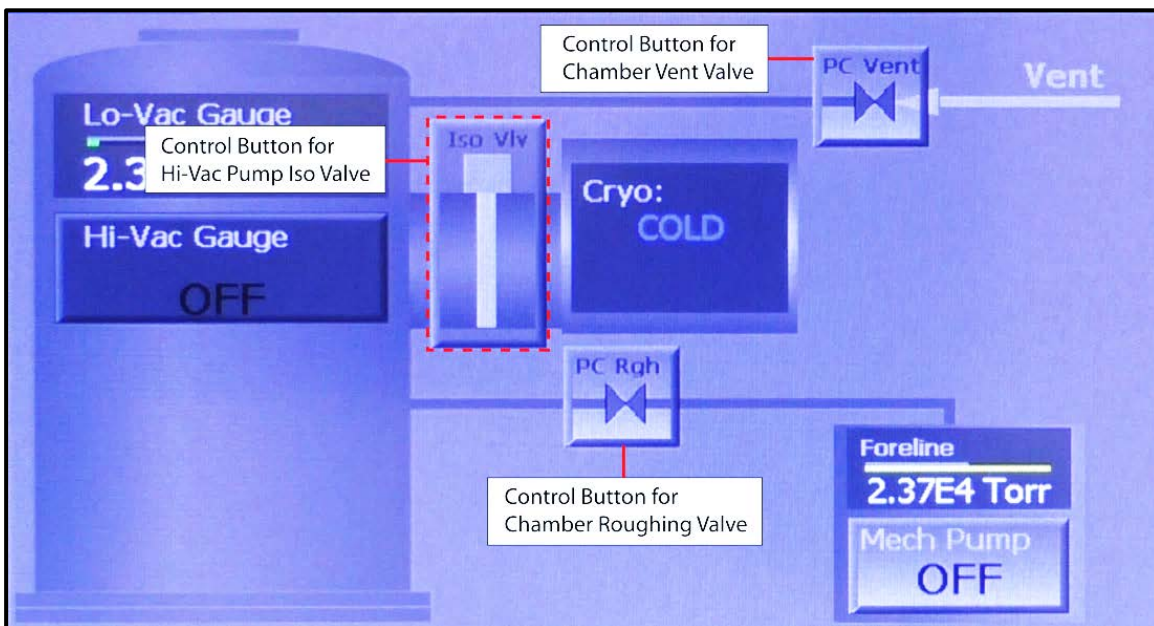 Control Button for
Chamber Vent Valve
PC Vent
Vent
Lo-Vac Gauge
Control Button for
Hi-Vac Pump Iso Valve
2.3
Iso Vlv
Cryo:
COLD
Hi-Vac Gauge
OFF
PC Rgh
Control Button for
Chamber Roughing Valve
Foreline
2.37E4 Torr
Mech Pump
OFF